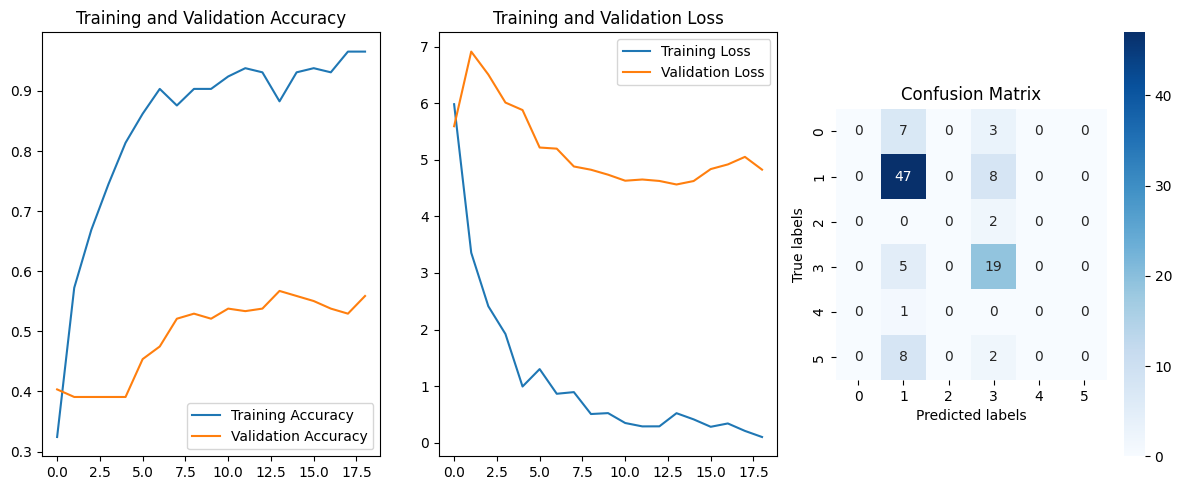 Training and Validation Accuracy
0.9
0.8
0.7
0.6
0.5
0.4
0.3
0.0 2.5 5.0 7.5 10.0 12.5 15.0 17.5
Training Accuracy
Validation Accuracy
Training and Validation Loss
7
6
5
4
3
2
1
0
0.0 2.5 5.0 7.5 10.0 12.5 15.0 17.5
Training Loss
Validation Loss
Confusion Matrix
True labels
0 0 7 0 3 0 0
1 0 47 0 8 0 0
2 0 0 0 2 0 0
3 0 5 0 19 0 0
4 0 1 0 0 0 0
5 0 8 0 2 0 0
0 1 2 3 4 5
Predicted labels
40
30
20
10
0